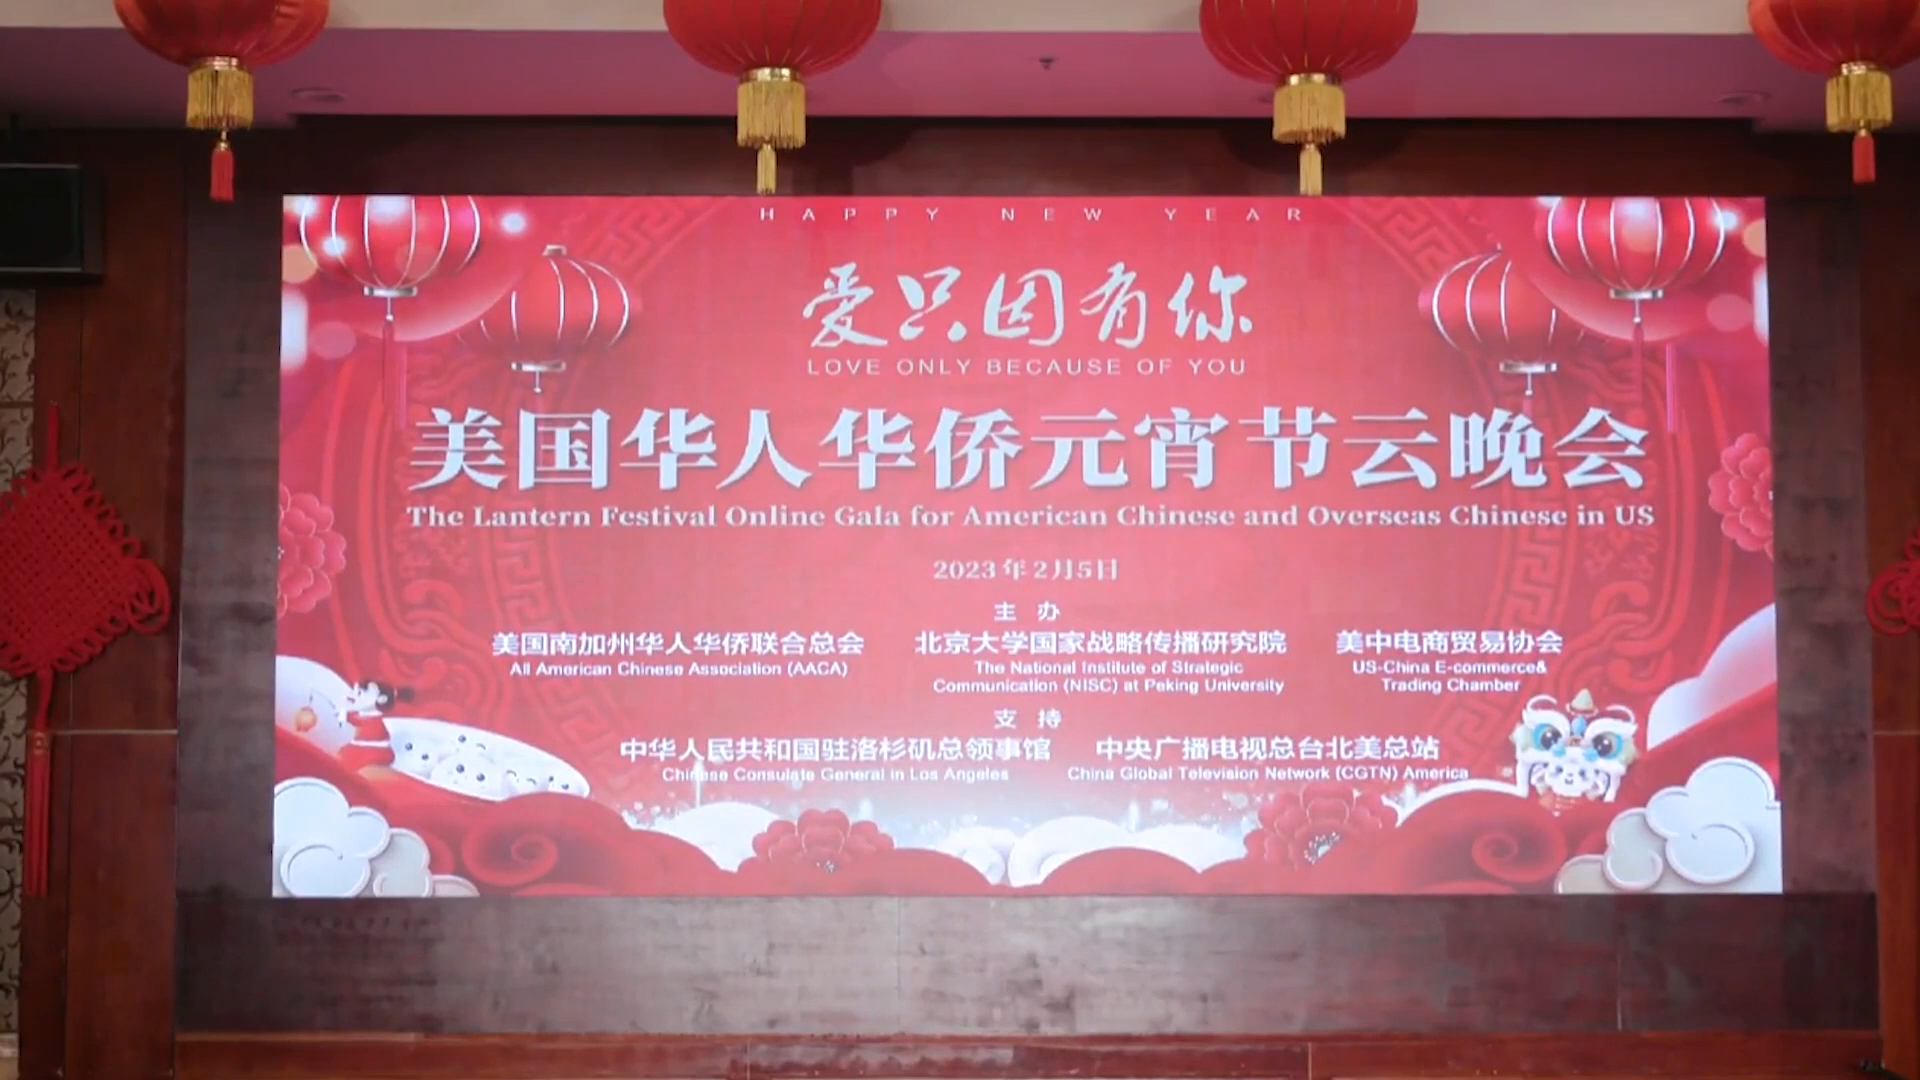 HAPPY NEW YEAR
爱只因有你
LOVE ONLY BECAUSE OF YOU
美国华人华侨元宵节云晚会
The Lantern Festival Online Gala for American Chinese and Overseas Chinese in US
2023年2月5日
主 办
美国南加州华人华侨联合总会 北京大学国家战略传播研究院 美中电商贸易协会
All American Chinese Association (AACA) The National Institute of Strategic US-China E-commerce&
Communication (NISC) at Peking University Trading Chamber
支 持
中华人民共和国驻洛杉矶总领事馆 中央广播电视总台北美总站
Chinese Consulate General in Los Angeles China Global Television Network (CGTN) America